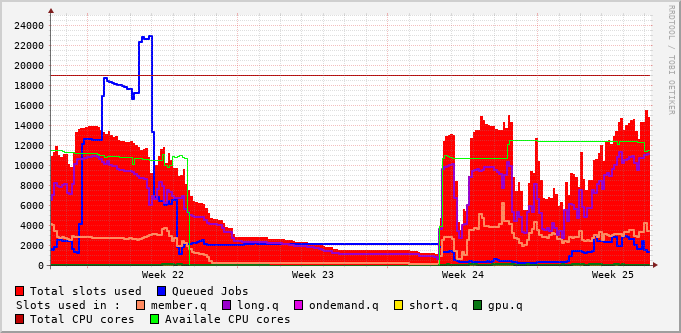 RRDTOOL / TOBI OETIKER
24000
22000
20000
18000
16000
14000
12000
10000
8000
6000
4000
2000
0
Week 22 Week 23 Week 24 Week 25
Total slots used Queued Jobs
Slots used in : member.q long.q ondemand.q short.q gpu.q
Total CPU cores Availale CPU cores